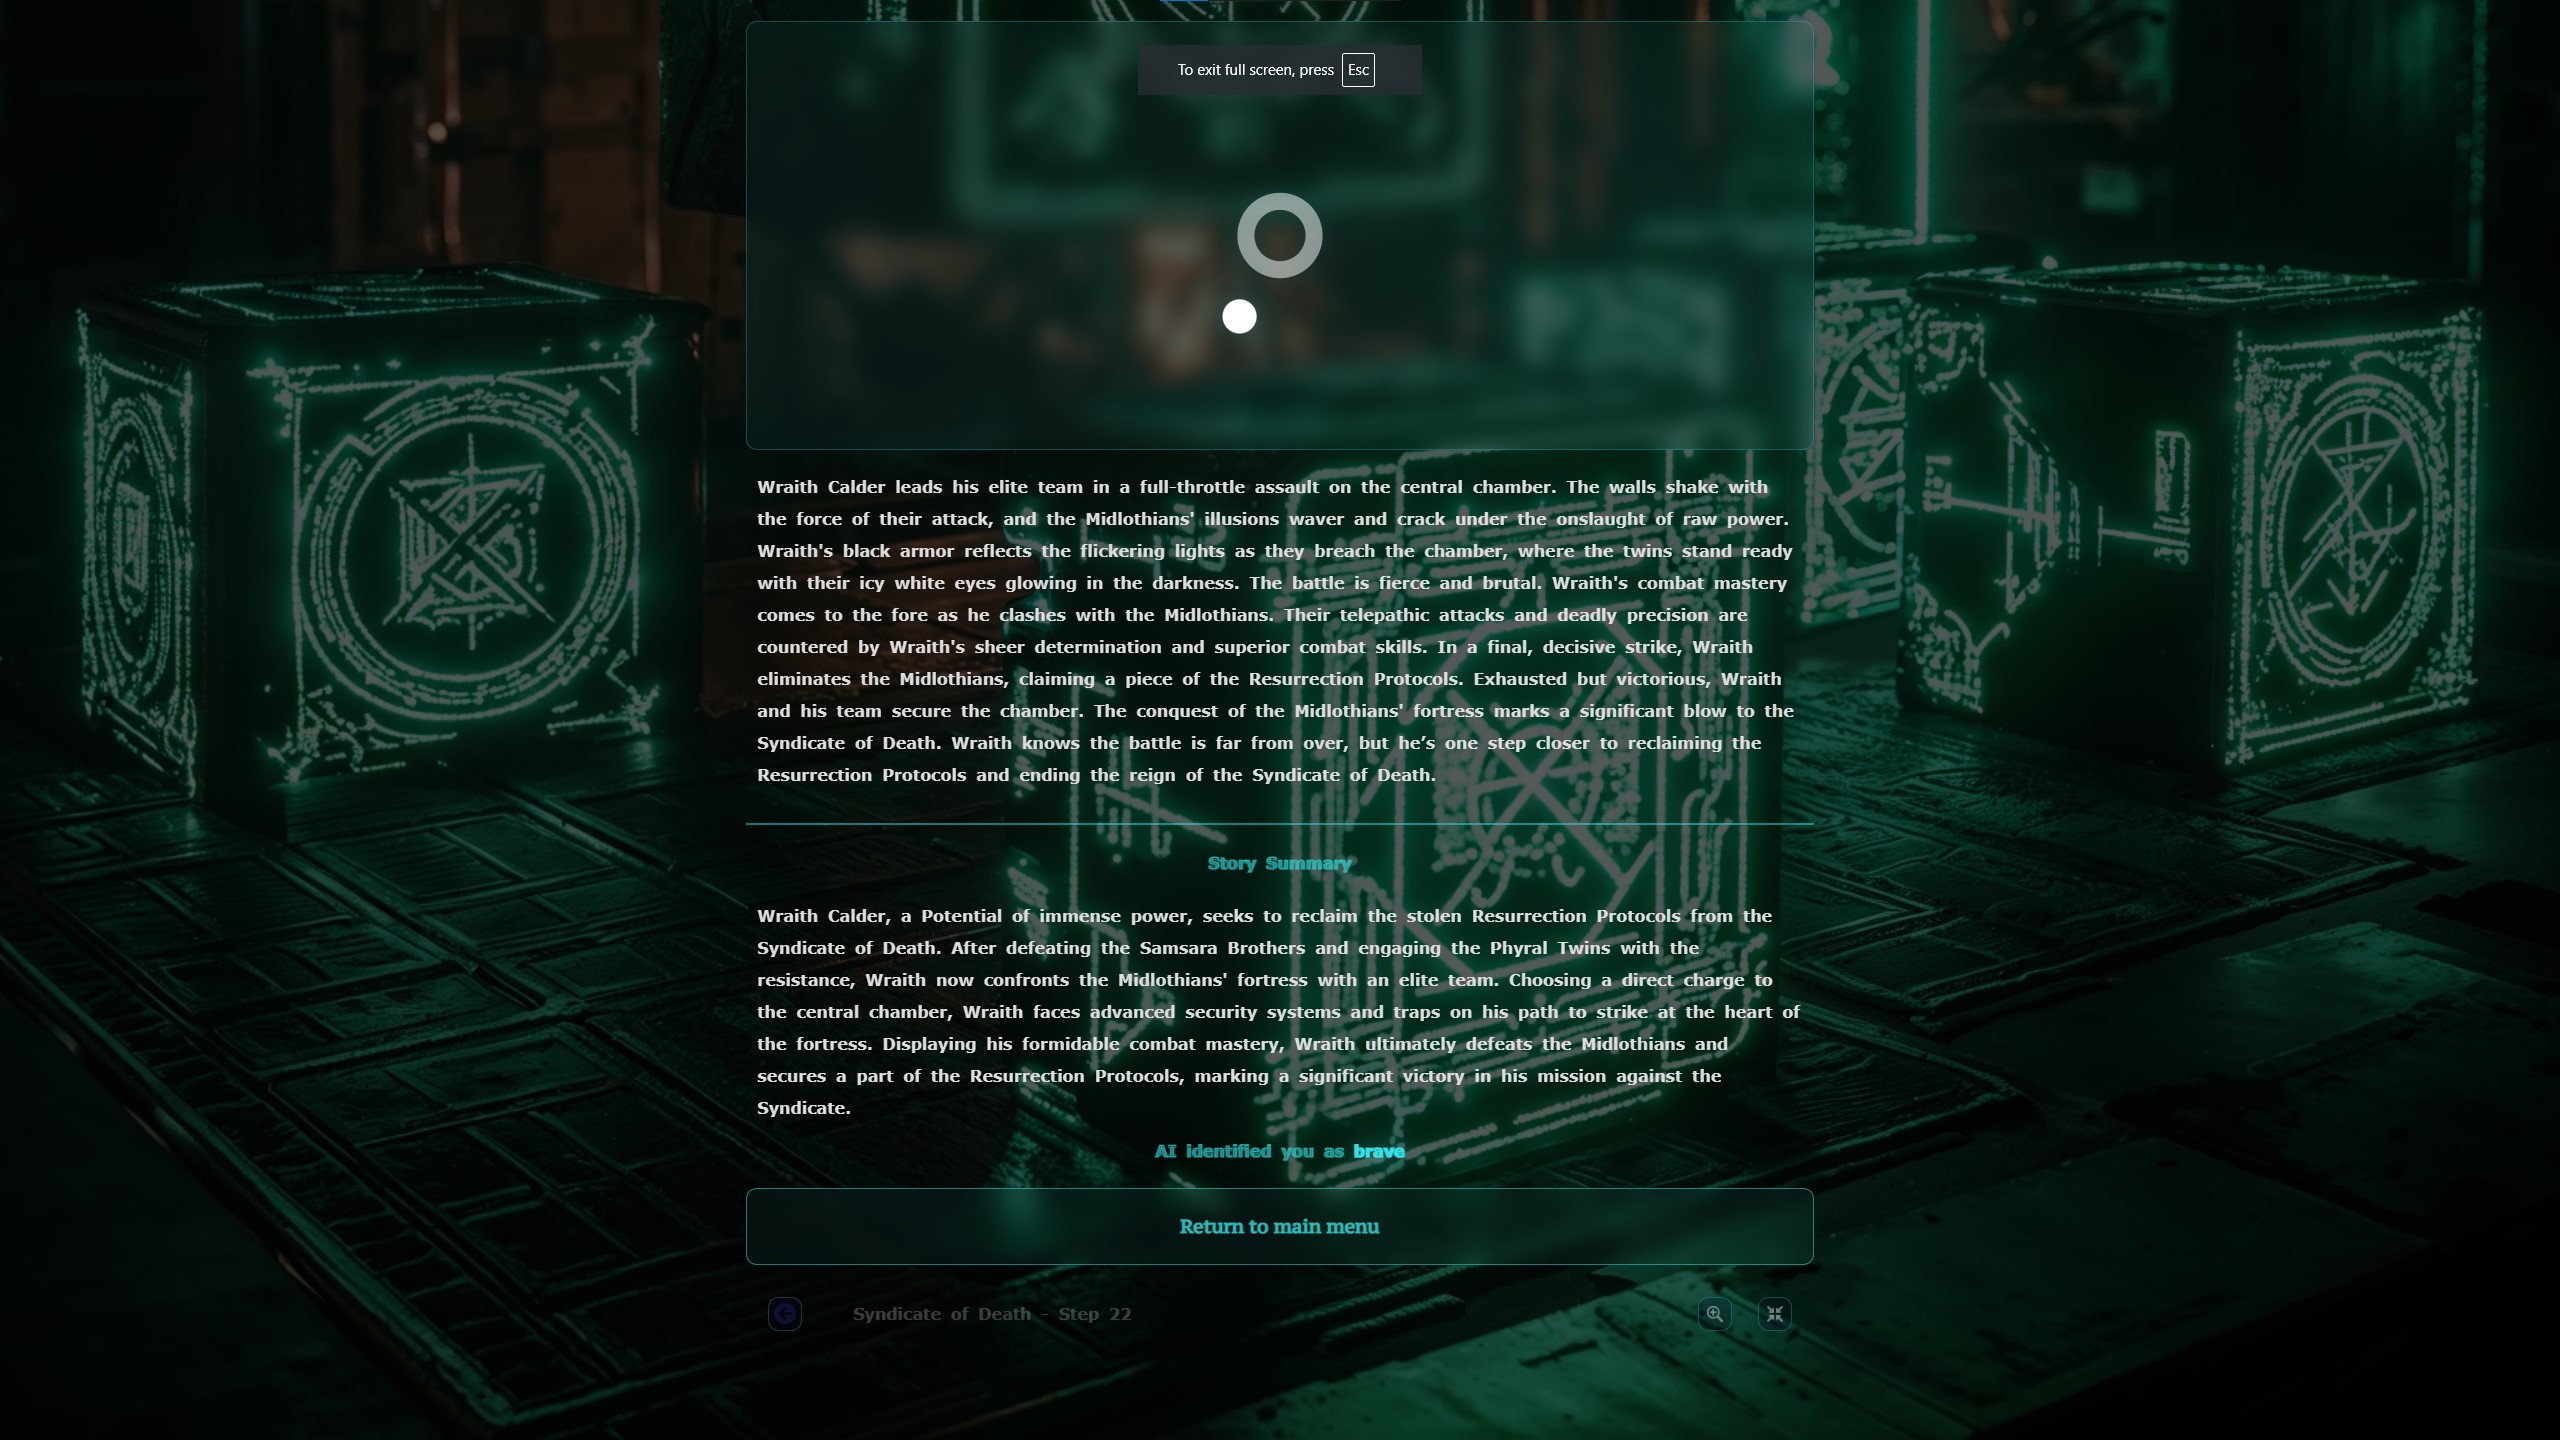 To exit full screen, press Esc
Wraith Calder leads his elite team in a full-throttle assault on the central chamber. The walls shake with
the force of their attack, and the Midlothians' illusions waver and crack under the onslaught of raw power.
Wraith's black armor reflects the flickering lights as they breach the chamber, where the twins stand ready
with their icy white eyes glowing in the darkness. The battle is fierce and brutal. Wraith's combat mastery
comes to the fore as he clashes with the Midlothians. Their telepathic attacks and deadly precision are
countered by Wraith's sheer determination and superior combat skills. In a final, decisive strike, Wraith
eliminates the Midlothians, claiming a piece of the Resurrection Protocols. Exhausted but victorious, Wraith
and his team secure the chamber. The conquest of the Midlothians' fortress marks a significant blow to the
Syndicate of Death. Wraith knows the battle is far from over, but he’s one step closer to reclaiming the
Resurrection Protocols and ending the reign of the Syndicate of Death.
Story Summary
Wraith Calder, a Potential of immense power, seeks to reclaim the stolen Resurrection Protocols from the
Syndicate of Death. After defeating the Samsara Brothers and engaging the Phyral Twins with the
resistance, Wraith now confronts the Midlothians' fortress with an elite team. Choosing a direct charge to
the central chamber, Wraith faces advanced security systems and traps on his path to strike at the heart of
the fortress. Displaying his formidable combat mastery, Wraith ultimately defeats the Midlothians and
secures a part of the Resurrection Protocols, marking a significant victory in his mission against the
Syndicate.
AI identified you as brave
Return to main menu
Syndicate of Death - Step 22